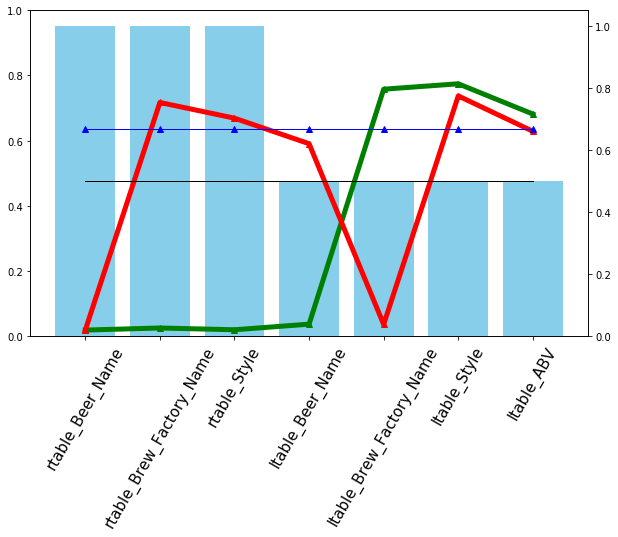 1.0
0.8
0.6
0.4
0.2
0.0
1.0
0.8
0.6
0.4
0.2
0.0
rtable_Beer_Name
rtable_Brew_Factory_Name
rtable_Style
ltable_Beer_Name
ltable_Brew_Factory_Name
ltable_Style
ltable_ABV